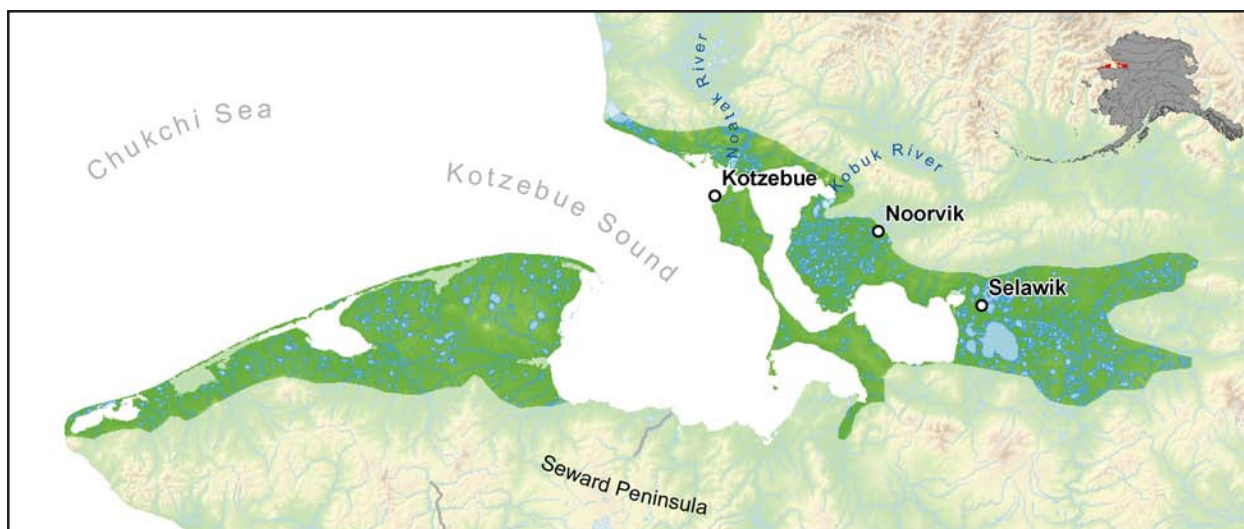 Chukchi Sea
Kotzebue Sound
Noatak River
Kobuk River
Kotzebue
Noorvik
Selawik
Seward Peninsula